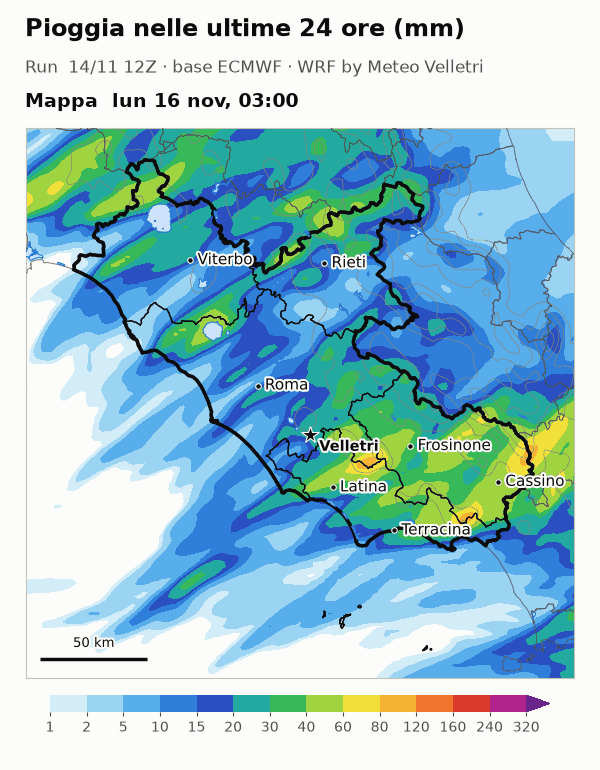 Pioggia nelle ultime 24 ore (mm)
Run 14/11 12Z · base ECMWF · WRF by Meteo Velletri
Mappa lun 16 nov, 03:00
Viterbo
Rieti
Roma
Velletri
Frosinone
Latina
Cassino
Terracina
50 km
1 2 5 10 15 20 30 40 60 80 120 160 240 320